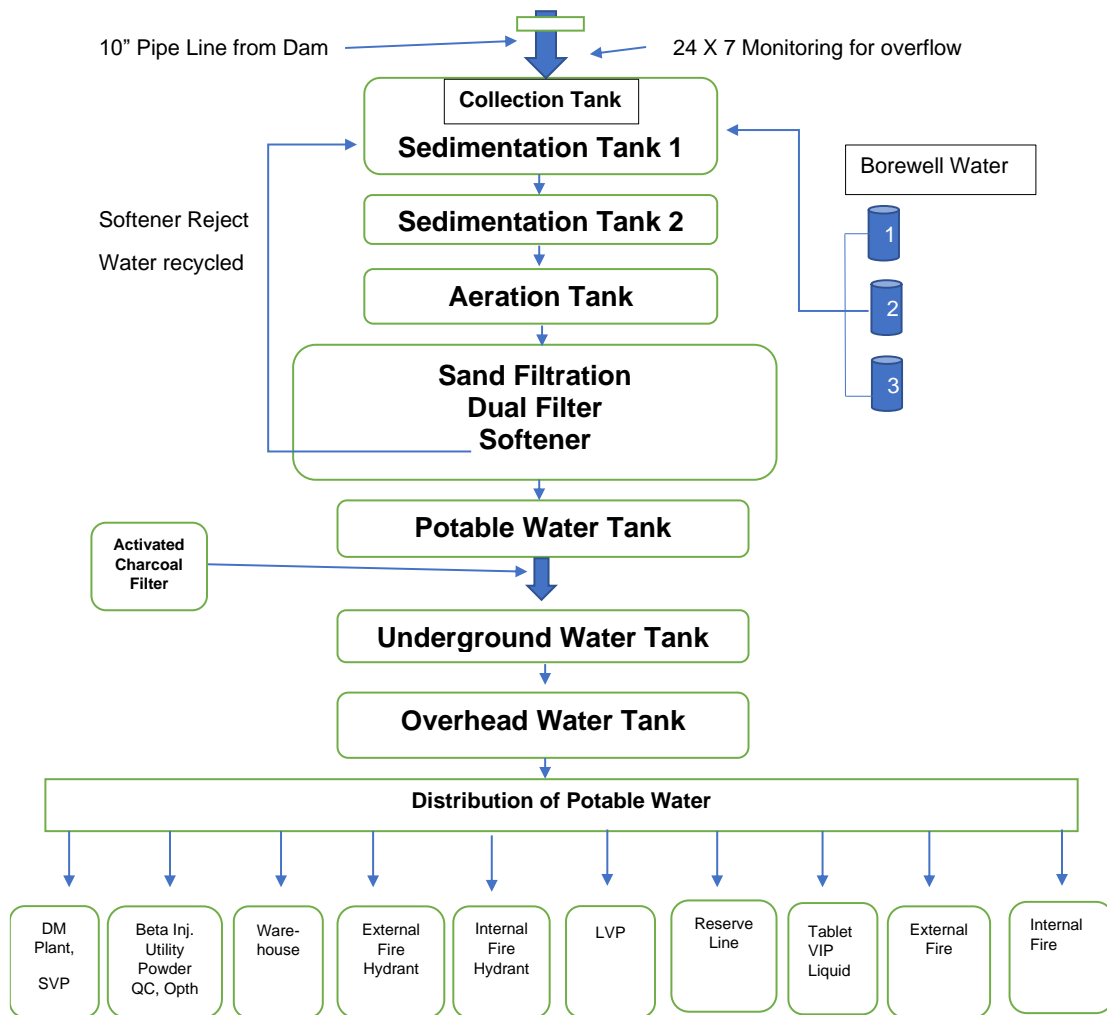 10” Pipe Line from Dam
24 X 7 Monitoring for overflow
Collection Tank
Sedimentation Tank 1
Borewell Water
Softener Reject
Water recycled
Sedimentation Tank 2
1
Aeration Tank
2
Sand Filtration
Dual Filter
Softener
3
Potable Water Tank
Activated
Charcoal
Filter
Underground Water Tank
Overhead Water Tank
Distribution of Potable Water
DM
Plant,
SVP
Beta Inj.
Utility
Powder
QC, Opth
Ware-
house
External
Fire
Hydrant
Internal
Fire
Hydrant
LVP
Reserve
Line
Tablet
VIP
Liquid
External
Fire
Internal
Fire